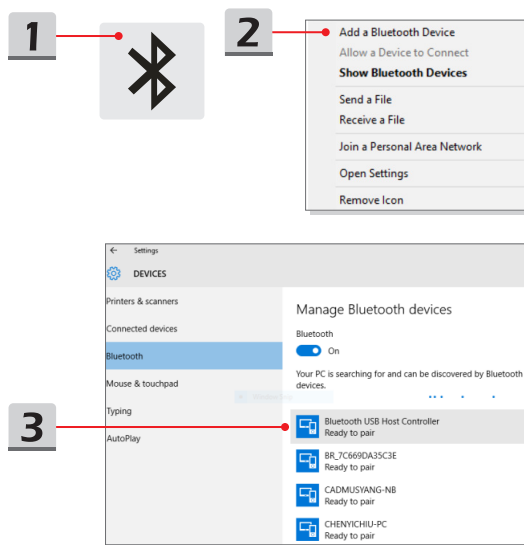 1
2
Add a Bluetooth Device
Allow a Device to Connect
Show Bluetooth Devices
Send a File
Receive a File
Join a Personal Area Network
Open Settings
Remove Icon
Settings
DEVICES
Printers & scanners
Connected devices
Bluetooth
Mouse & touchpad
Typing
AutoPlay
Manage Bluetooth devices
Bluetooth
On
Your PC is searching for and can be discovered by Bluetooth
devices.
3
Bluetooth USB Host Controller
Ready to pair
BR_7C669DA35C3E
Ready to pair
CADMUSYANG-NB
Ready to pair
CHENYICHIU-PC
Ready to pair